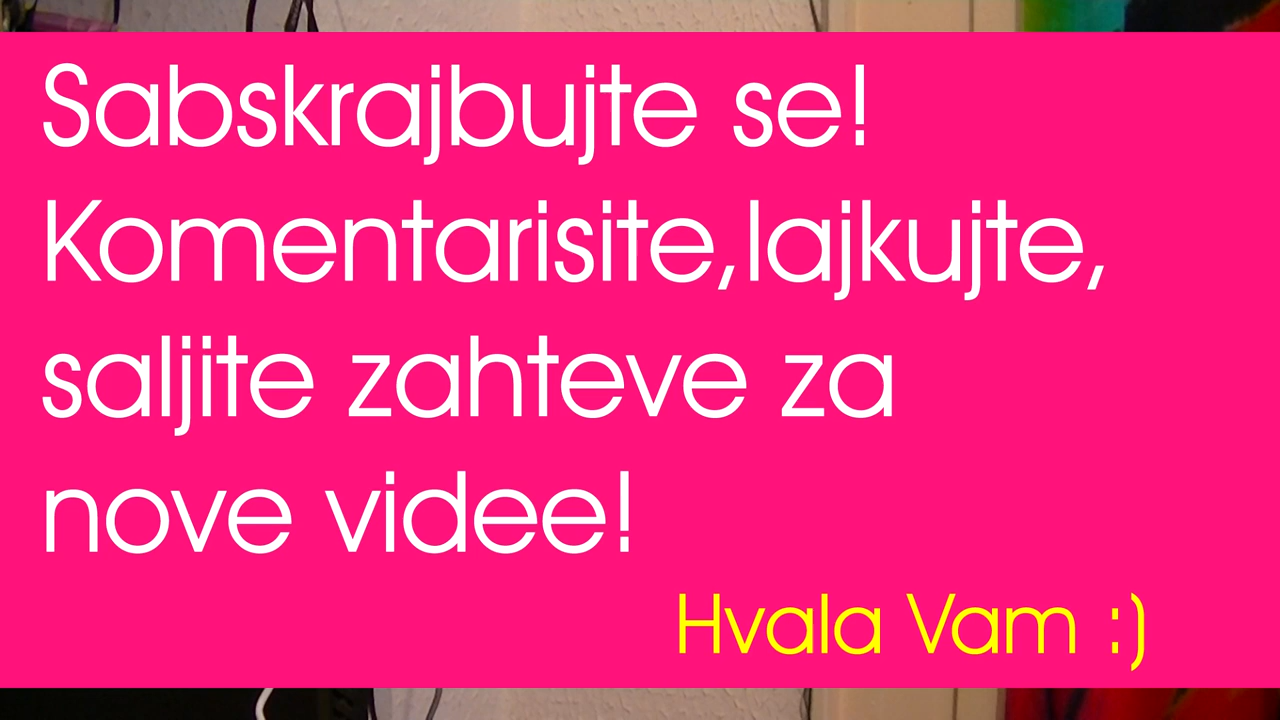 Sabskrajbujte se!
Komentarisite,lajkujte,
saljite zahteve za
nove videe!
Hvala Vam :)